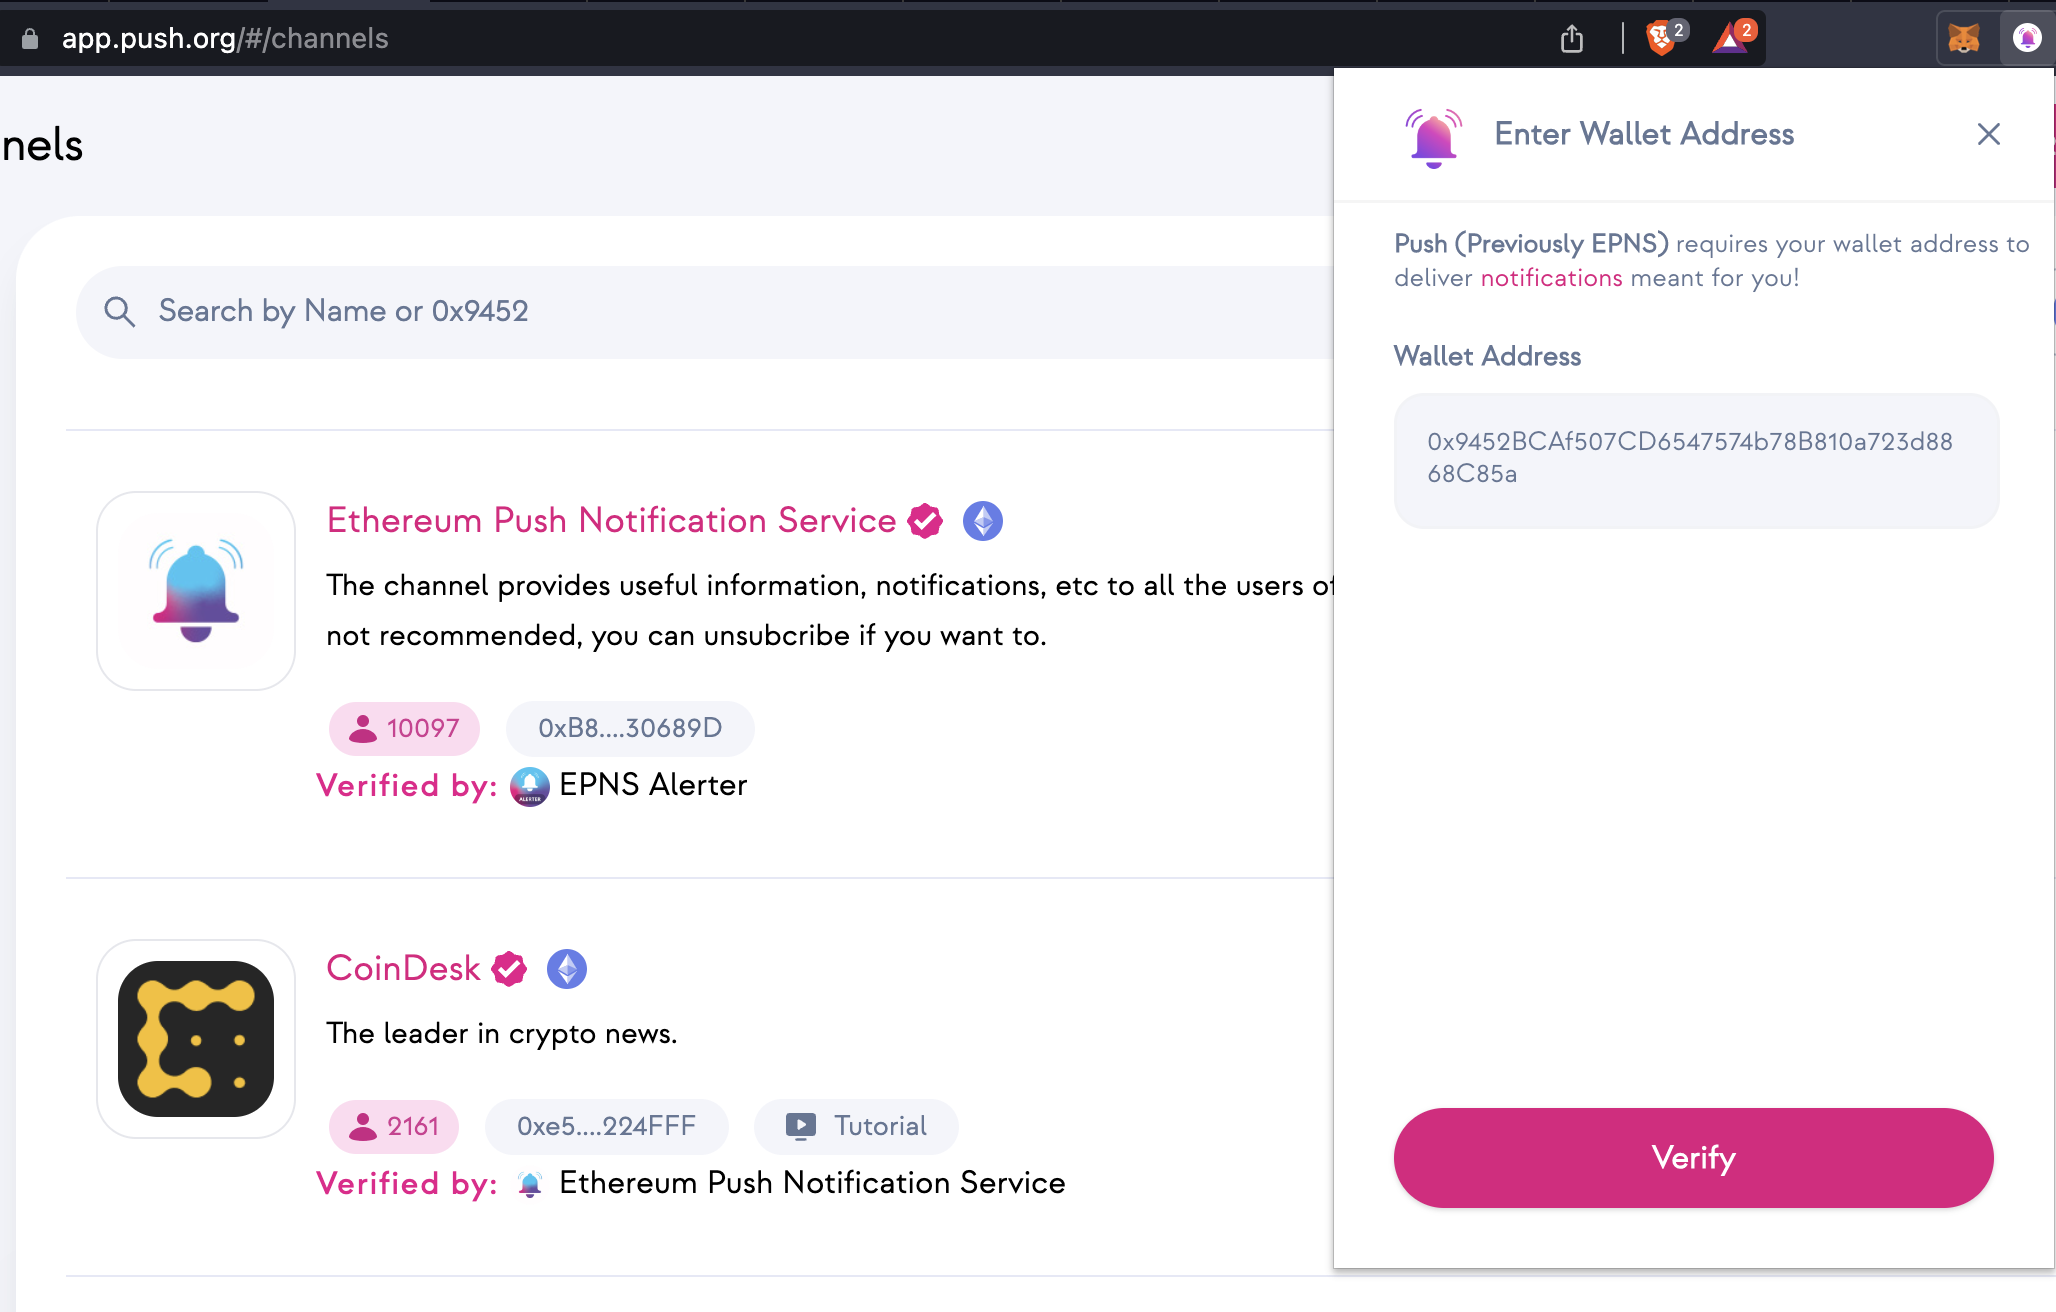 app.push.org/#/channels
2
2
nels
Search by Name or 0x9452
Ethereum Push Notification Service
The channel provides useful information, notifications, etc to all the users of
not recommended, you can unsubcribe if you want to.
10097
0xB8....30689D
Verified by:
ALERTER
EPNS Alerter
CoinDesk
The leader in crypto news.
2161
0xe5....224FFF
Tutorial
Verified by:
Ethereum Push Notification Service
Enter Wallet Address
Push (Previously EPNS) requires your wallet address to
deliver notifications meant for you!
Wallet Address
0x9452BCAf507CD6547574b78B810a723d88
68C85a
Verify